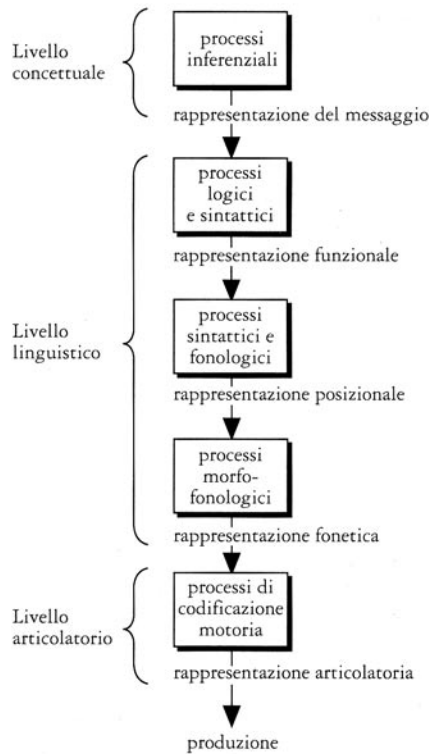 processi
inferenziali
Livello
concettuale
rappresentazione del messaggio
processi
logici
e sintattici
rappresentazione funzionale
processi
sintattici e
fonologici
Livello
linguistico
rappresentazione posizionale
processi
morfo-
fonologici
rappresentazione fonetica
processi di
codificazione
motoria
Livello
articolatorio
rappresentazione articolatoria
produzione